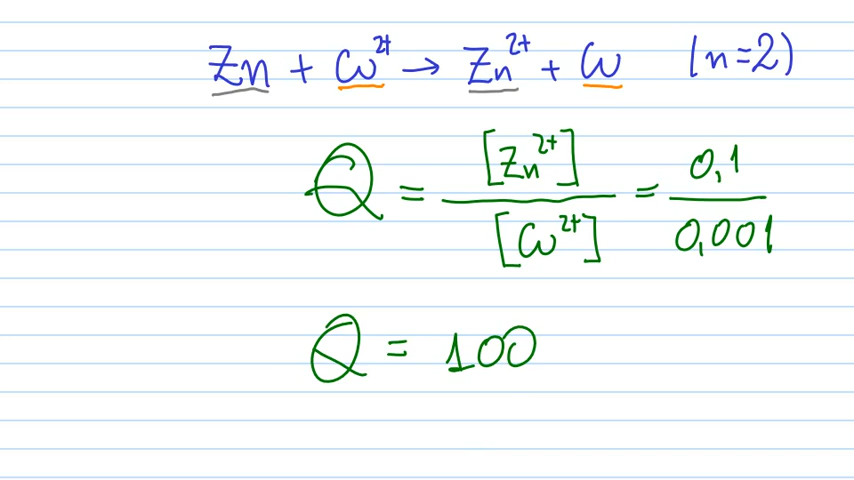 Zn + Cu²⁺ → Zn²⁺ + Cu (n=2)
Q = [Zn²⁺] / [Cu²⁺] = 0,1 / 0,001
Q = 100